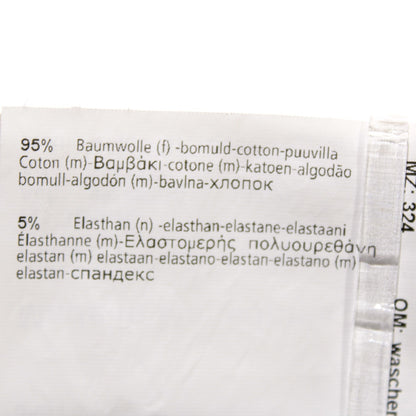 95% Baumwolle (f) -bomuld-cotton-puuvilla
Coton (m)-Βαμβάκι-cotone (m)-katoen-algodão
bomull-algodón (m)-bavlna-хлопок
5% Elasthan (n) -elasthan-elastane-elastaani
Élasthanne (m)-Ελαστομερής πολυουρεθάνη
elastan (m) elastaan-elastano-elastan-elastano (m)
elastan-спандекс
MZ: 324
OM: waschen